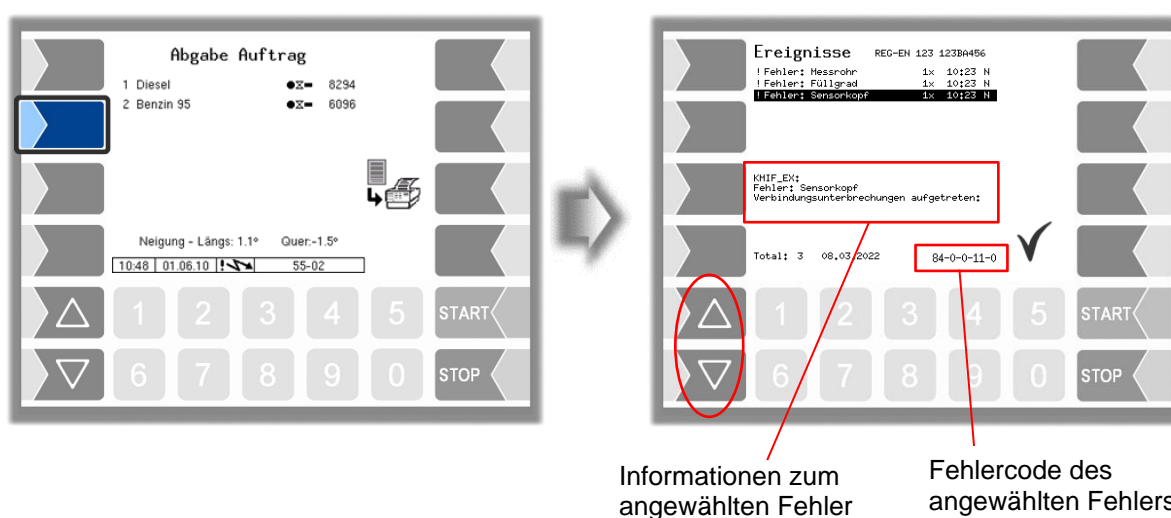 Abgabe Auftrag
1 Diesel 8294
2 Benzin 95 6096
Neigung - Längs: 1.1° Quer:-1.5°
10:48 01.06.10 ! 55-02
1 2 3 4 5 START
6 7 8 9 0 STOP
Ereignisse REG-EN 123 123BA456
! Fehler: Messrohr 1x 10:23 N
! Fehler: Füllgrad 1x 10:23 N
! Fehler: Sensorkopf 1x 10:23 N
KMIF_EX:
Fehler: Sensorkopf
Verbindungsunterbrechungen aufgetreten:
Total: 3 08.03.2022 84-0-0-11-0
1 2 3 4 5 START
6 7 8 9 0 STOP
Informationen zum
angewählten Fehler
Fehlercode des
angewählten Fehlers